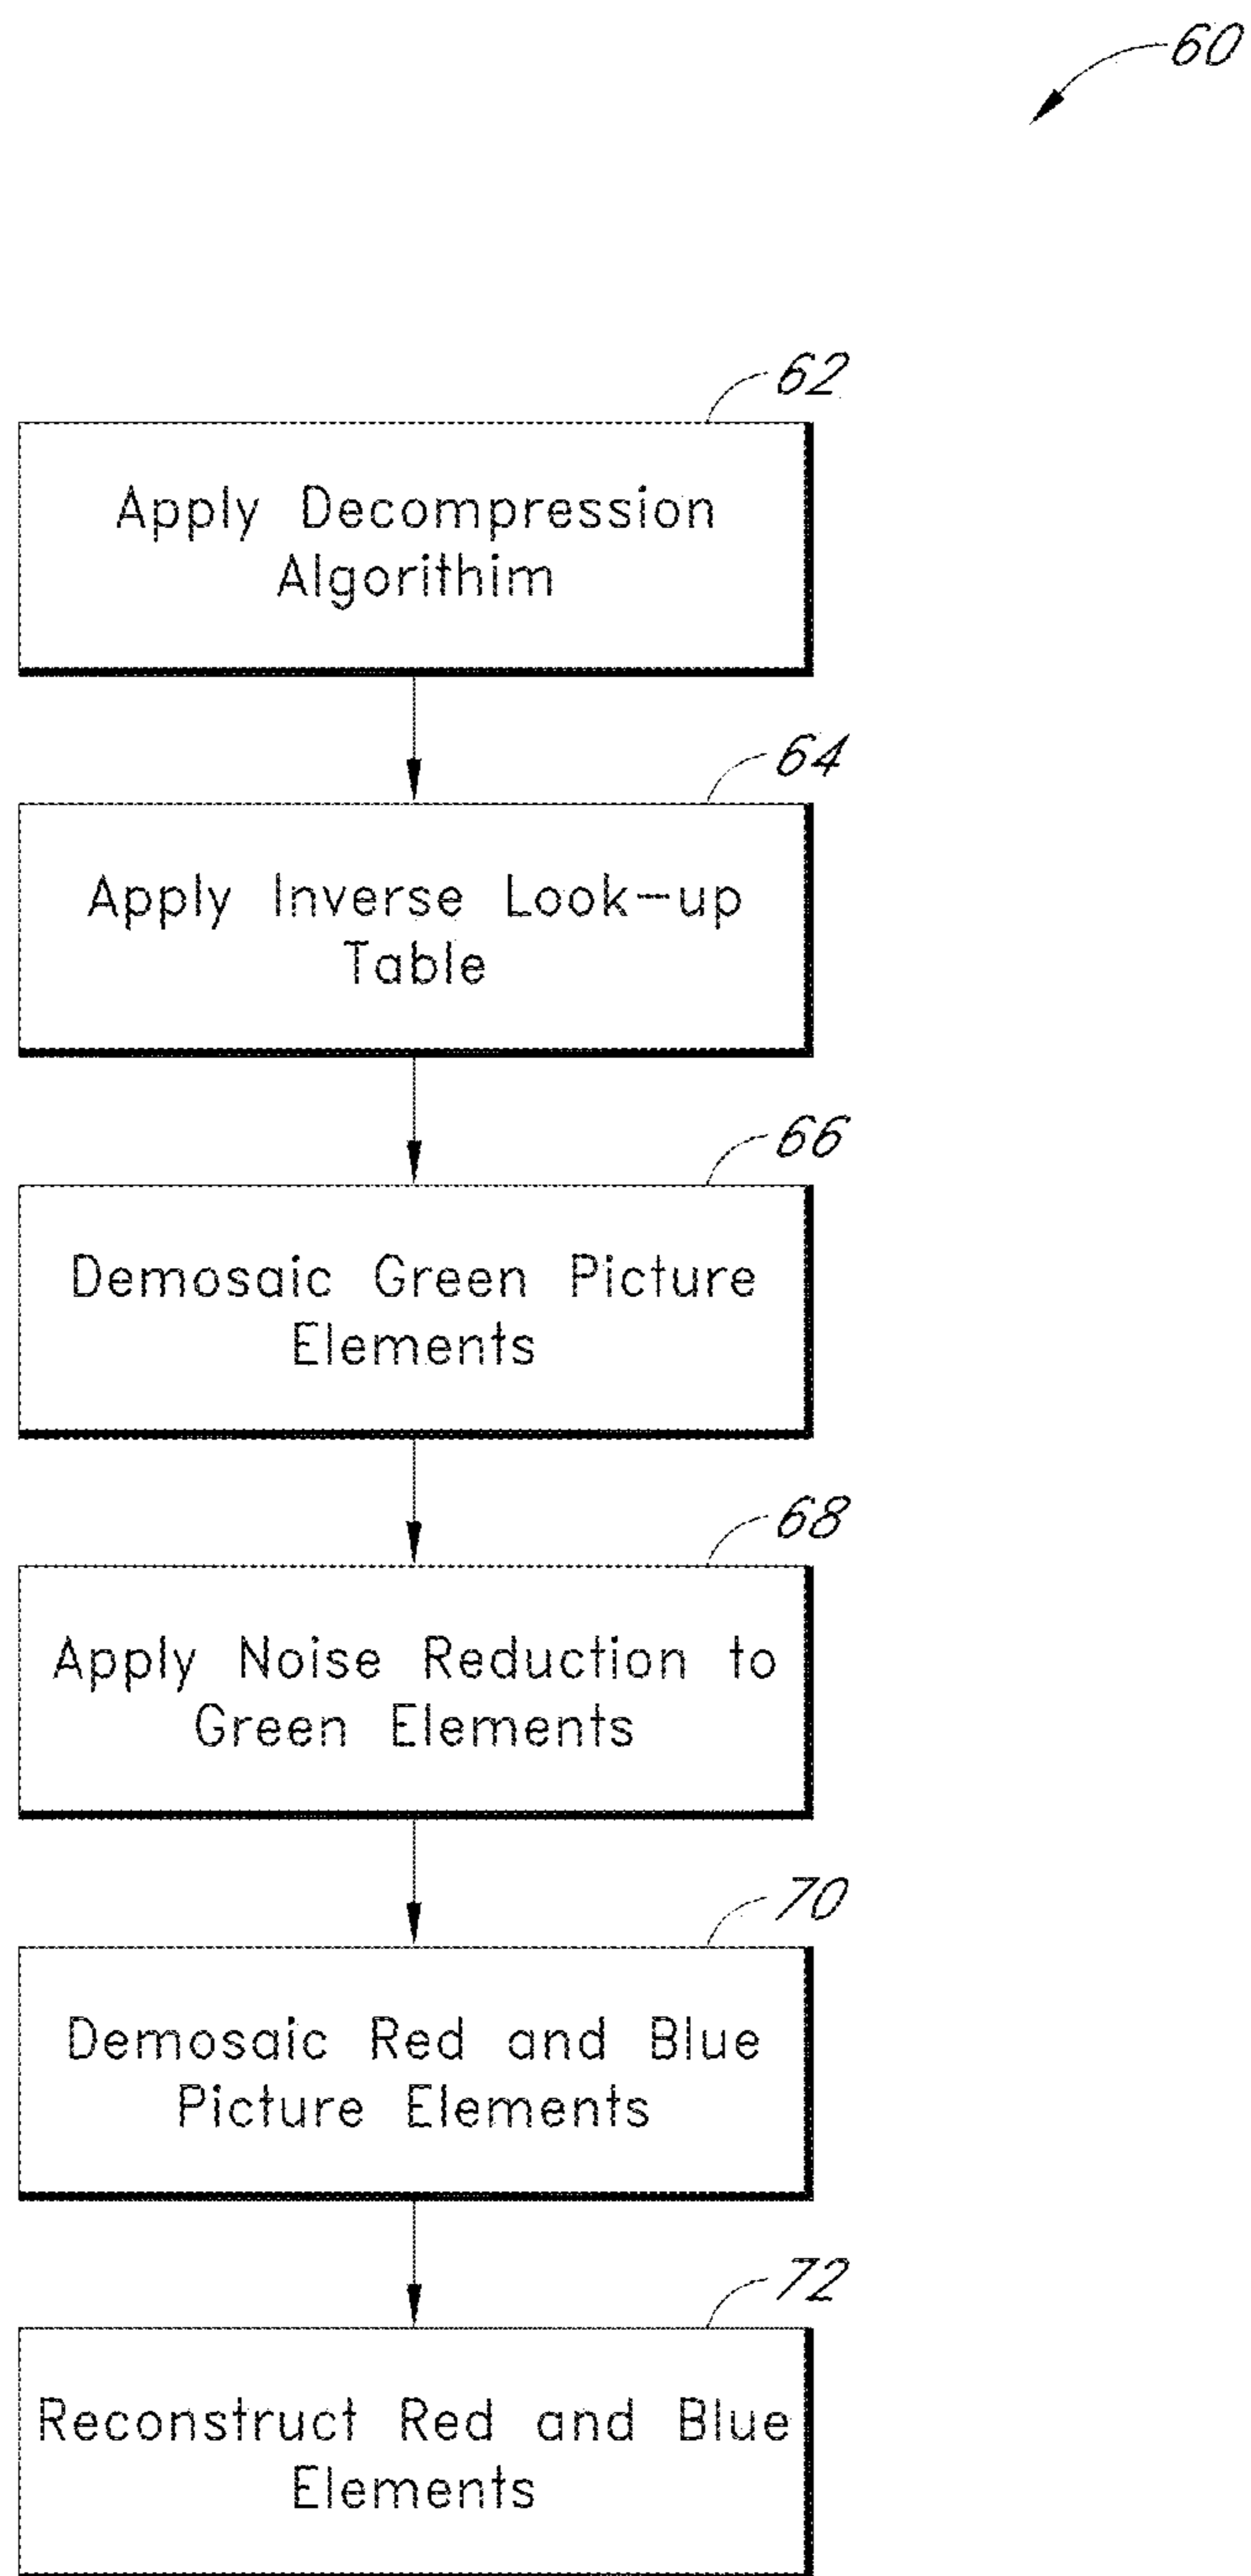 60
62
Apply Decompression
Algorithim
64
Apply Inverse Look-up
Table
66
Demosaic Green Picture
Elements
68
Apply Noise Reduction to
Green Elements
70
Demosaic Red and Blue
Picture Elements
72
Reconstruct Red and Blue
Elements